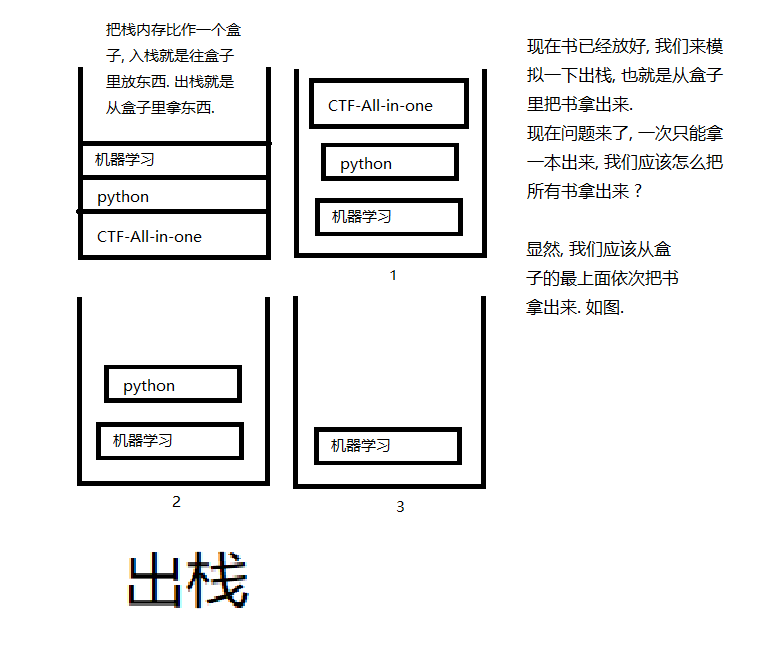 把栈内存比作一个盒
子, 入栈就是往盒子
里放东西. 出栈就是
从盒子里拿东西.
机器学习
python
CTF-All-in-one
CTF-All-in-one
python
机器学习
1
现在书已经放好, 我们来模
拟一下出栈, 也就是从盒子
里把书拿出来.
现在问题来了, 一次只能拿
一本出来, 我们应该怎么把
所有书拿出来？
显然, 我们应该从盒
子的最上面依次把书
拿出来. 如图.
python
机器学习
2
机器学习
3
出栈